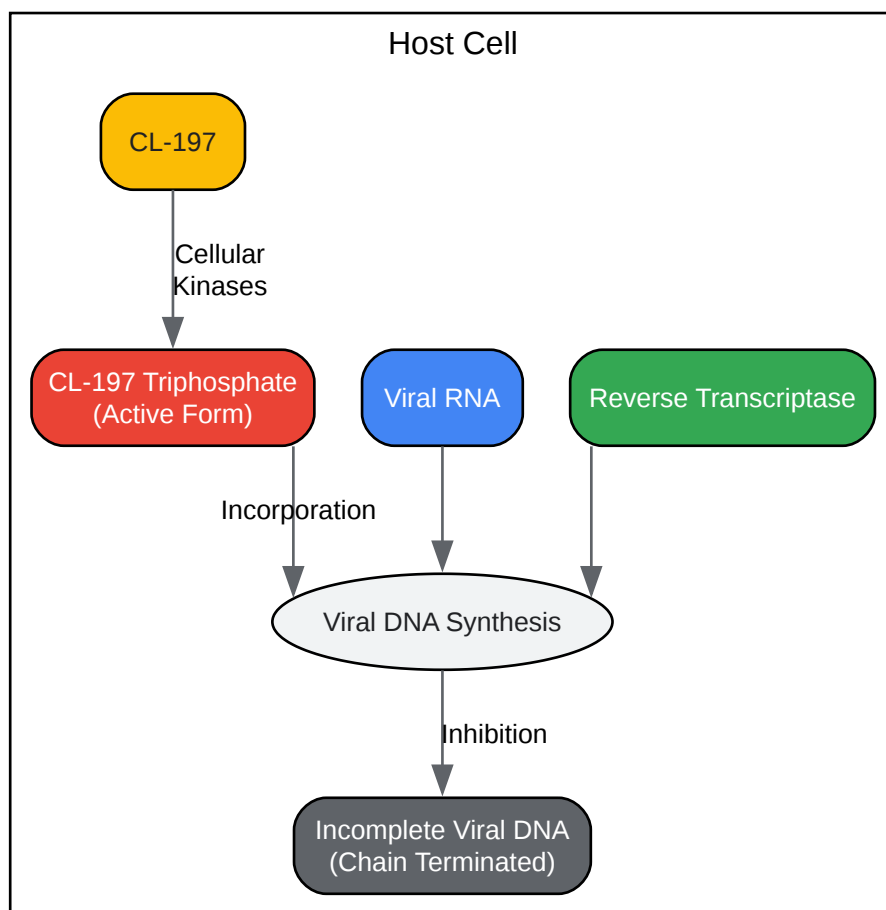 Host Cell
CL-197
Cellular
Kinases
CL-197 Triphosphate
(Active Form)
Viral RNA
Reverse Transcriptase
Incorporation
Viral DNA Synthesis
Inhibition
Incomplete Viral DNA
(Chain Terminated)